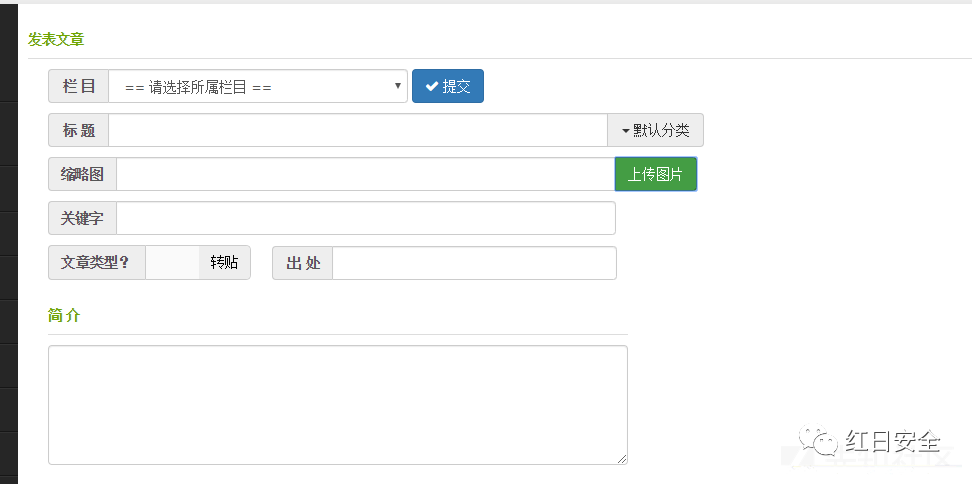 发表文章
栏 目 == 请选择所属栏目 == 提交
标 题 默认分类
缩略图 上传图片
关键字
文章类型? 转贴 出 处
简 介
红日安全